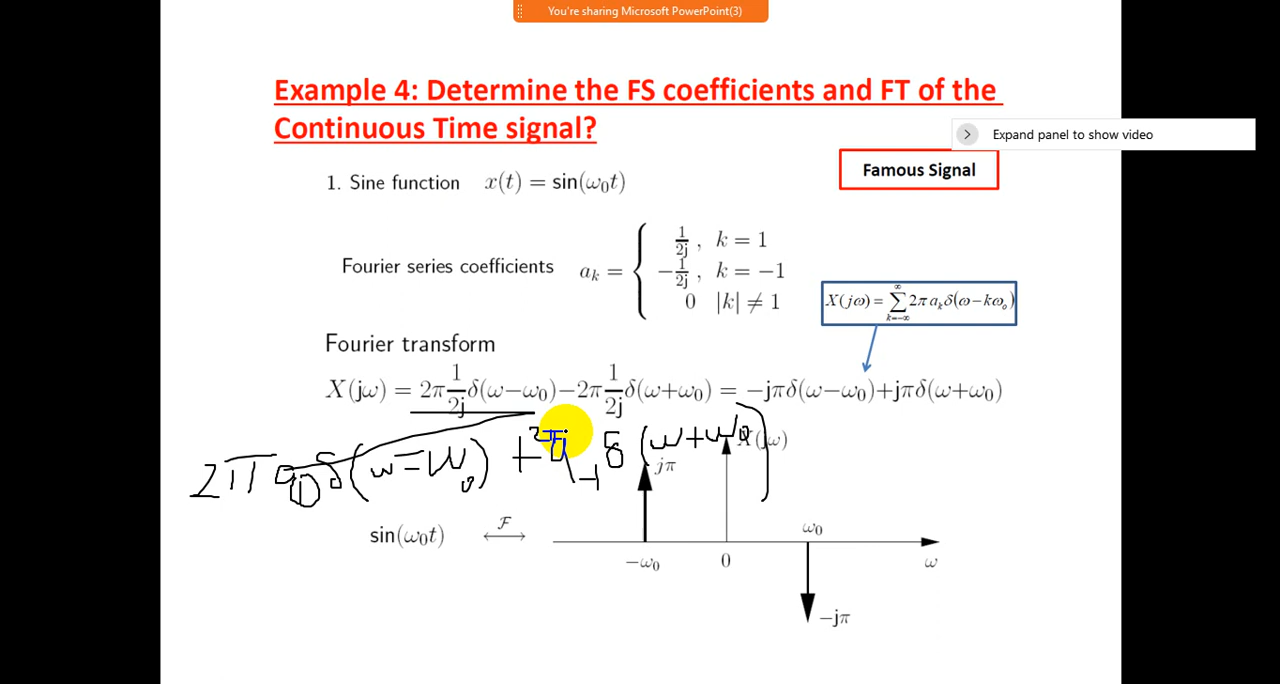 You're sharing Microsoft PowerPoint(3)
Example 4: Determine the FS coefficients and FT of the
Continuous Time signal?
Expand panel to show video
Famous Signal
1. Sine function x(t) = sin(ω₀t)
Fourier series coefficients aₖ = { 1/2j , k = 1
−1/2j , k = −1
0 |k| ≠ 1
X(jω) = ∑_{k=−∞}^{∞} 2π aₖ δ(ω − kω₀)
Fourier transform
X(jω) = 2π 1/2j δ(ω−ω₀)−2π 1/2j δ(ω+ω₀) = −jπδ(ω−ω₀)+jπδ(ω+ω₀)
2π a₁ δ(ω−ω₀) + 2π a₋₁ δ(ω+ω₀)
X(jω)
jπ
sin(ω₀t) ℱ ⟷
ω₀
−ω₀ 0 ω
−jπ